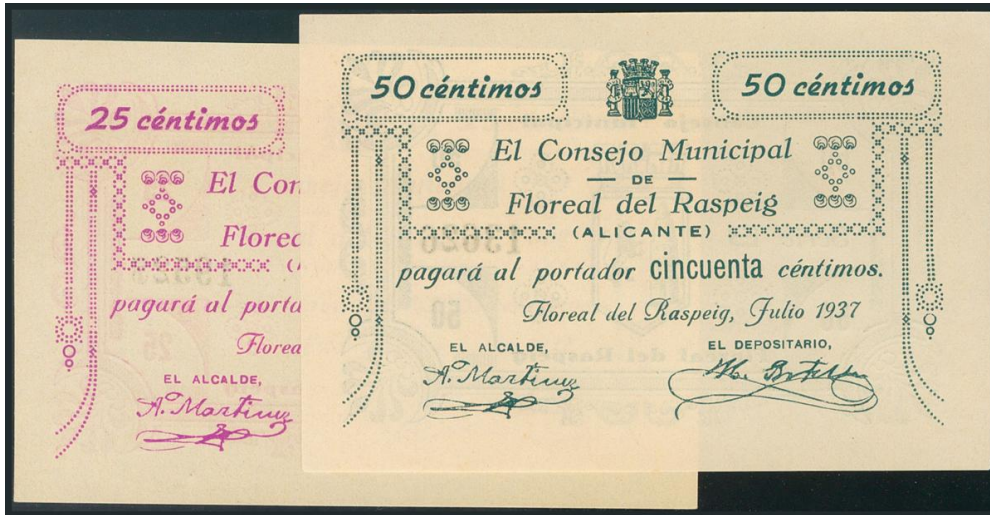 25 céntimos
El Con
Florea
(A
pagará al porta
Florea
EL ALCALDE,
A. Martinez
50 céntimos
50 céntimos
El Consejo Municipal
DE
Floreal del Raspeig
(ALICANTE)
pagará al portador cincuenta céntimos.
Floreal del Raspeig, Julio 1937
EL ALCALDE,
EL DEPOSITARIO,
A. Martinez